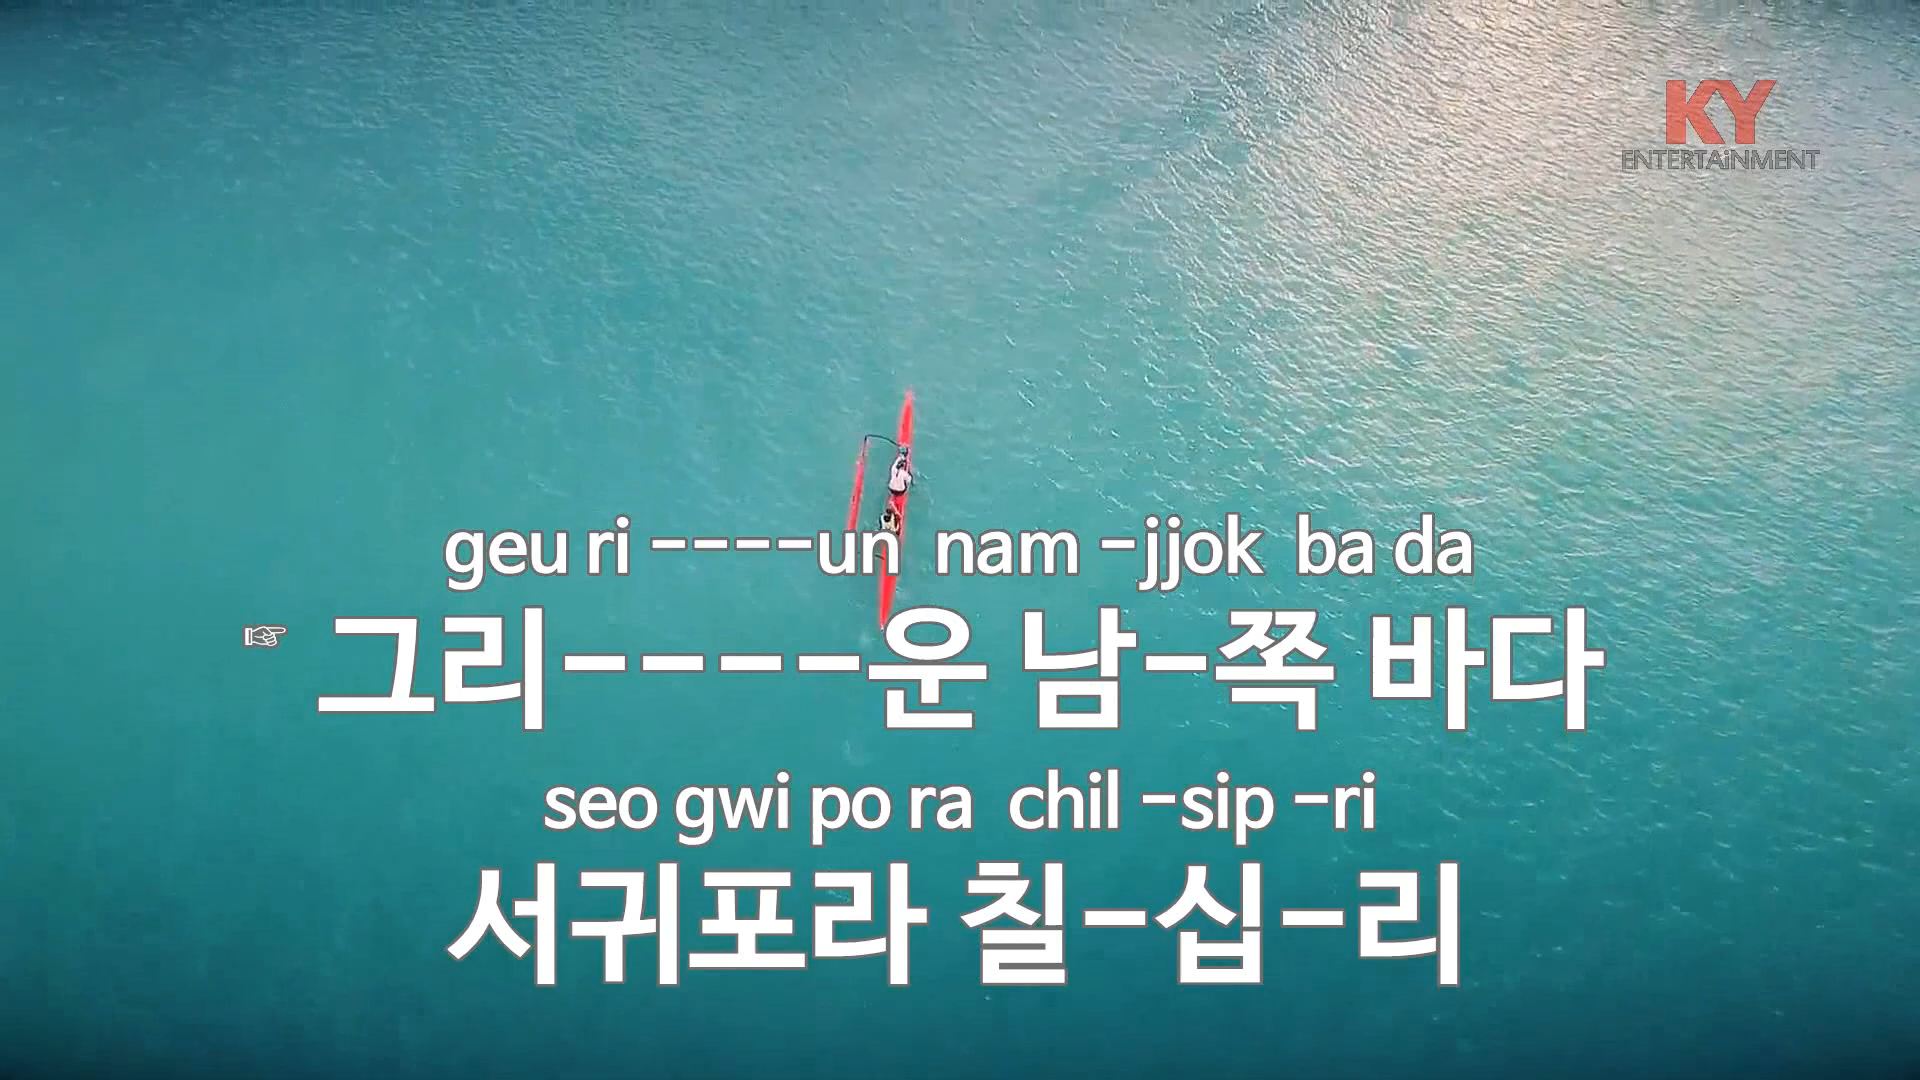 KY
ENTERTAiNMENT
geu ri ----un nam -jjok ba da
☞ 그리----운 남-쪽 바다
seo gwi po ra chil -sip -ri
서귀포라 칠-십-리